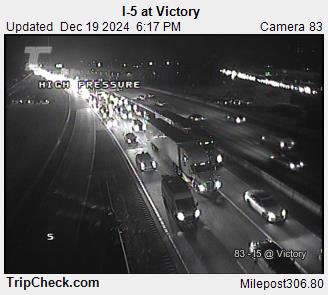 I-5 at Victory
Updated  Dec 19 2024  6:17 PM
Camera 83
T
HIGH PRESSURE
S
83 - I5 @ Victory
TripCheck.com
Milepost306.80